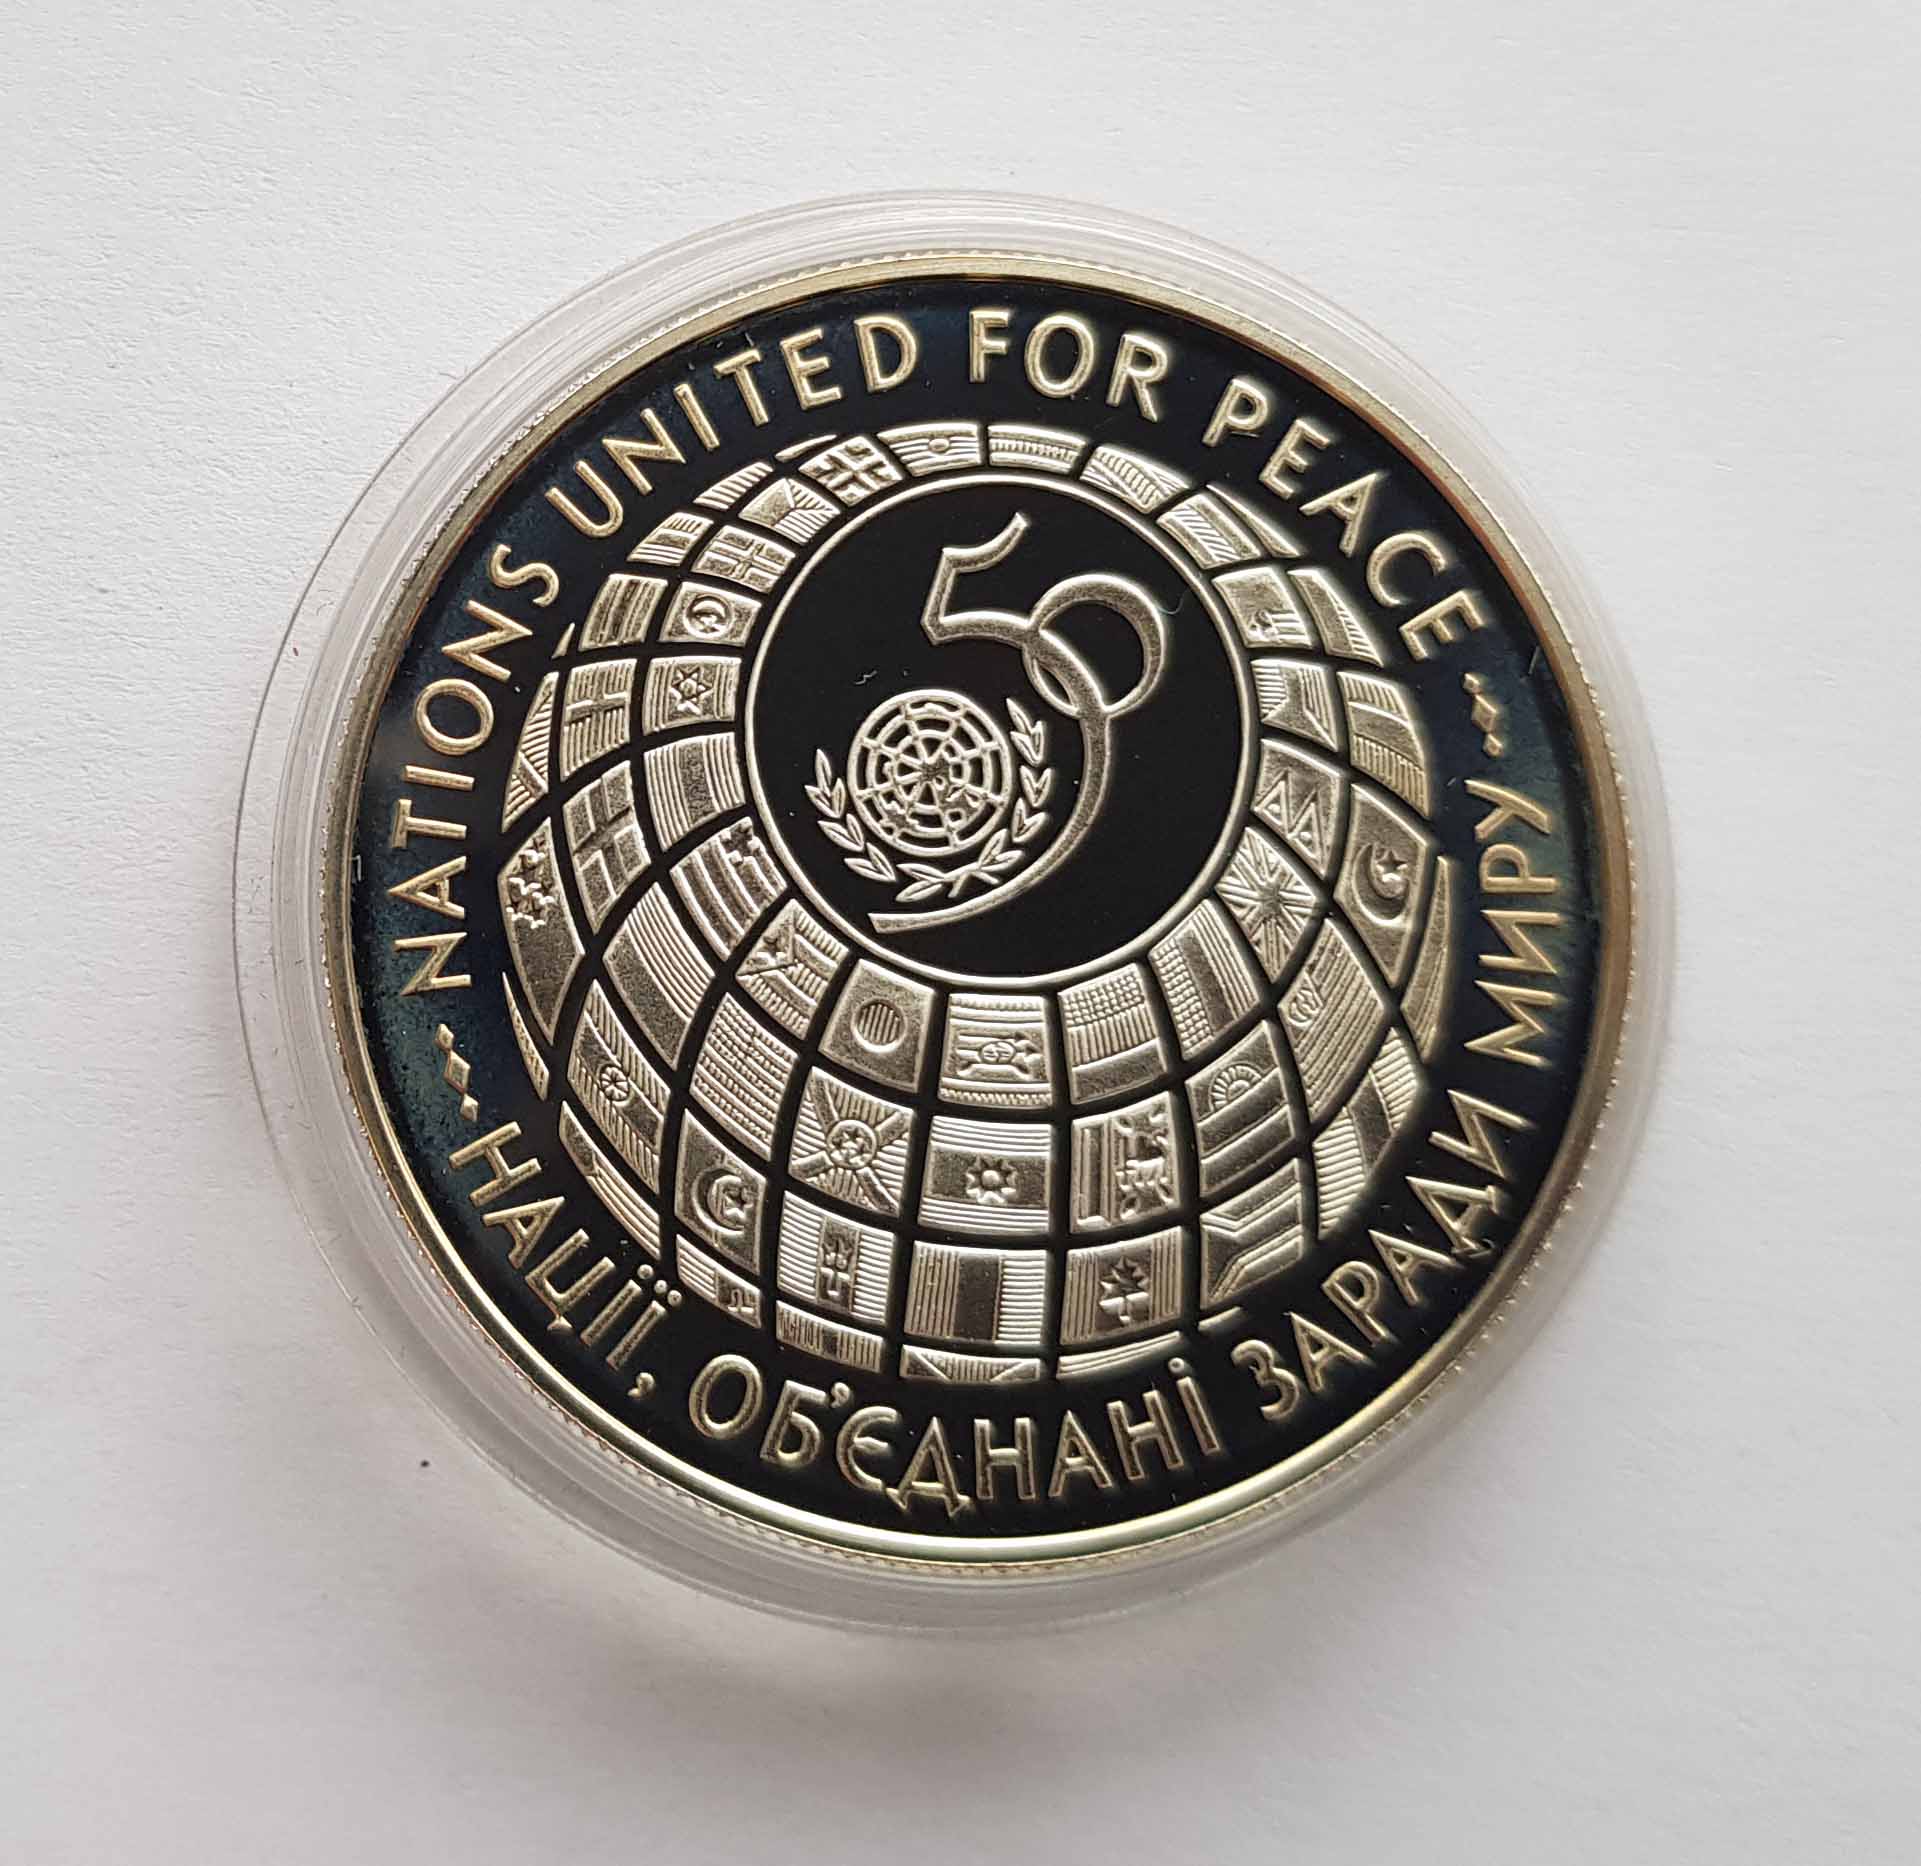 NATIONS UNITED FOR PEACE
50
НАЦІЇ, ОБ'ЄДНАНІ ЗАРАДИ МИРУ